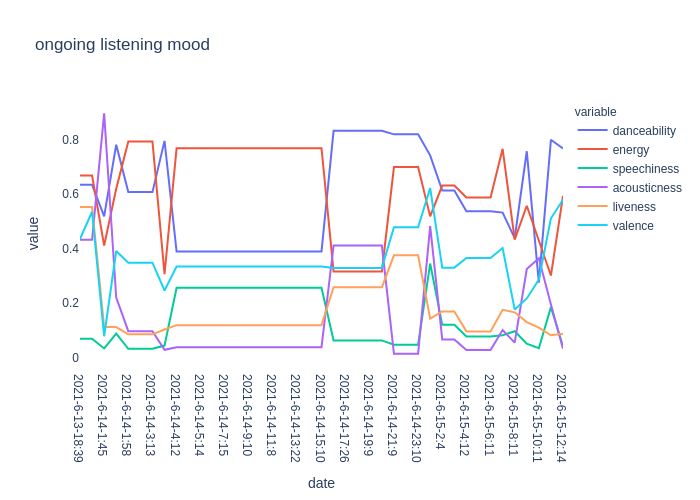 ongoing listening mood
variable
danceability
energy
speechiness
acousticness
liveness
valence
value
0.8
0.6
0.4
0.2
0
2021-6-13-18:39
2021-6-14-1:45
2021-6-14-1:58
2021-6-14-3:13
2021-6-14-4:12
2021-6-14-5:14
2021-6-14-7:15
2021-6-14-9:10
2021-6-14-11:8
2021-6-14-13:22
2021-6-14-15:10
2021-6-14-17:26
2021-6-14-19:9
2021-6-14-21:9
2021-6-14-23:10
2021-6-15-2:4
2021-6-15-4:12
2021-6-15-6:11
2021-6-15-8:11
2021-6-15-10:11
2021-6-15-12:14
date